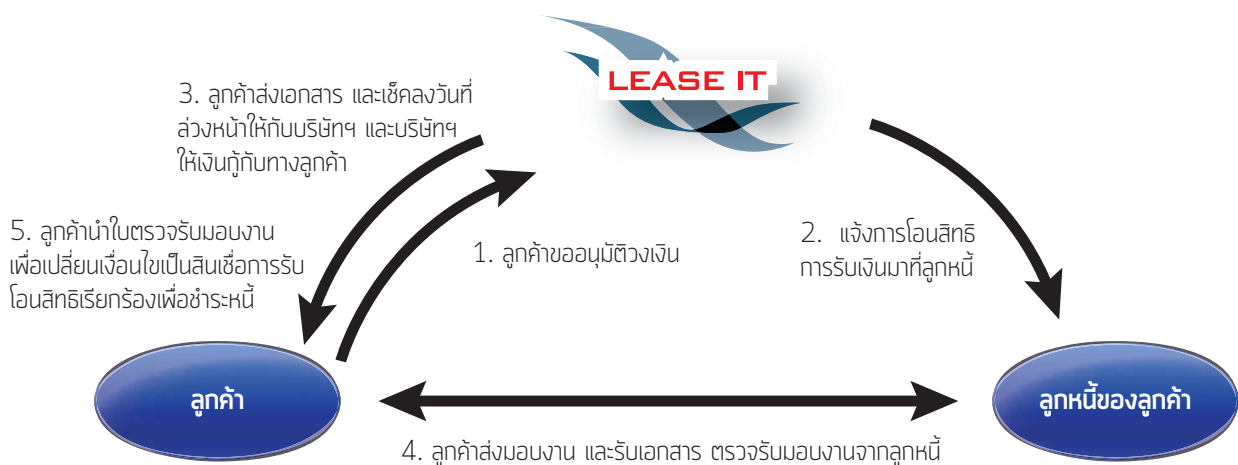 LEASE IT
3. ลูกค้าส่งเอกสาร และเช็คลงวันที่
ล่วงหน้าให้กับบริษัทฯ และบริษัทฯ
ให้เงินกู้กับทางลูกค้า
5. ลูกค้านำใบตรวจรับมอบงาน
เพื่อเปลี่ยนเงื่อนไขเป็นสินเชื่อการรับ
โอนสิทธิเรียกร้องเพื่อชำระหนี้
1. ลูกค้าขออนุมัติวงเงิน
2. แจ้งการโอนสิทธิ
การรับเงินมาที่ลูกหนี้
ลูกค้า
ลูกหนี้ของลูกค้า
4. ลูกค้าส่งมอบงาน และรับเอกสาร ตรวจรับมอบงานจากลูกหนี้